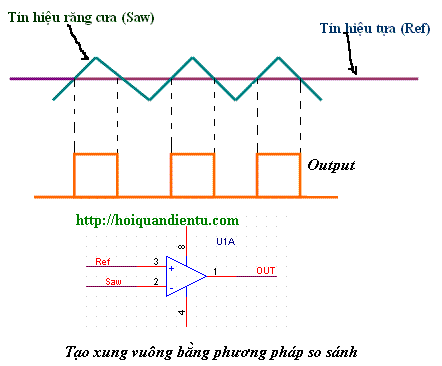 Tín hiệu răng cưa (Saw)
Tín hiệu tựa (Ref)
Output
http://hoiquandientu.com
U1A
8
Ref
3
+
1
OUT
Saw
2
-
4
Tạo xung vuông bằng phương pháp so sánh